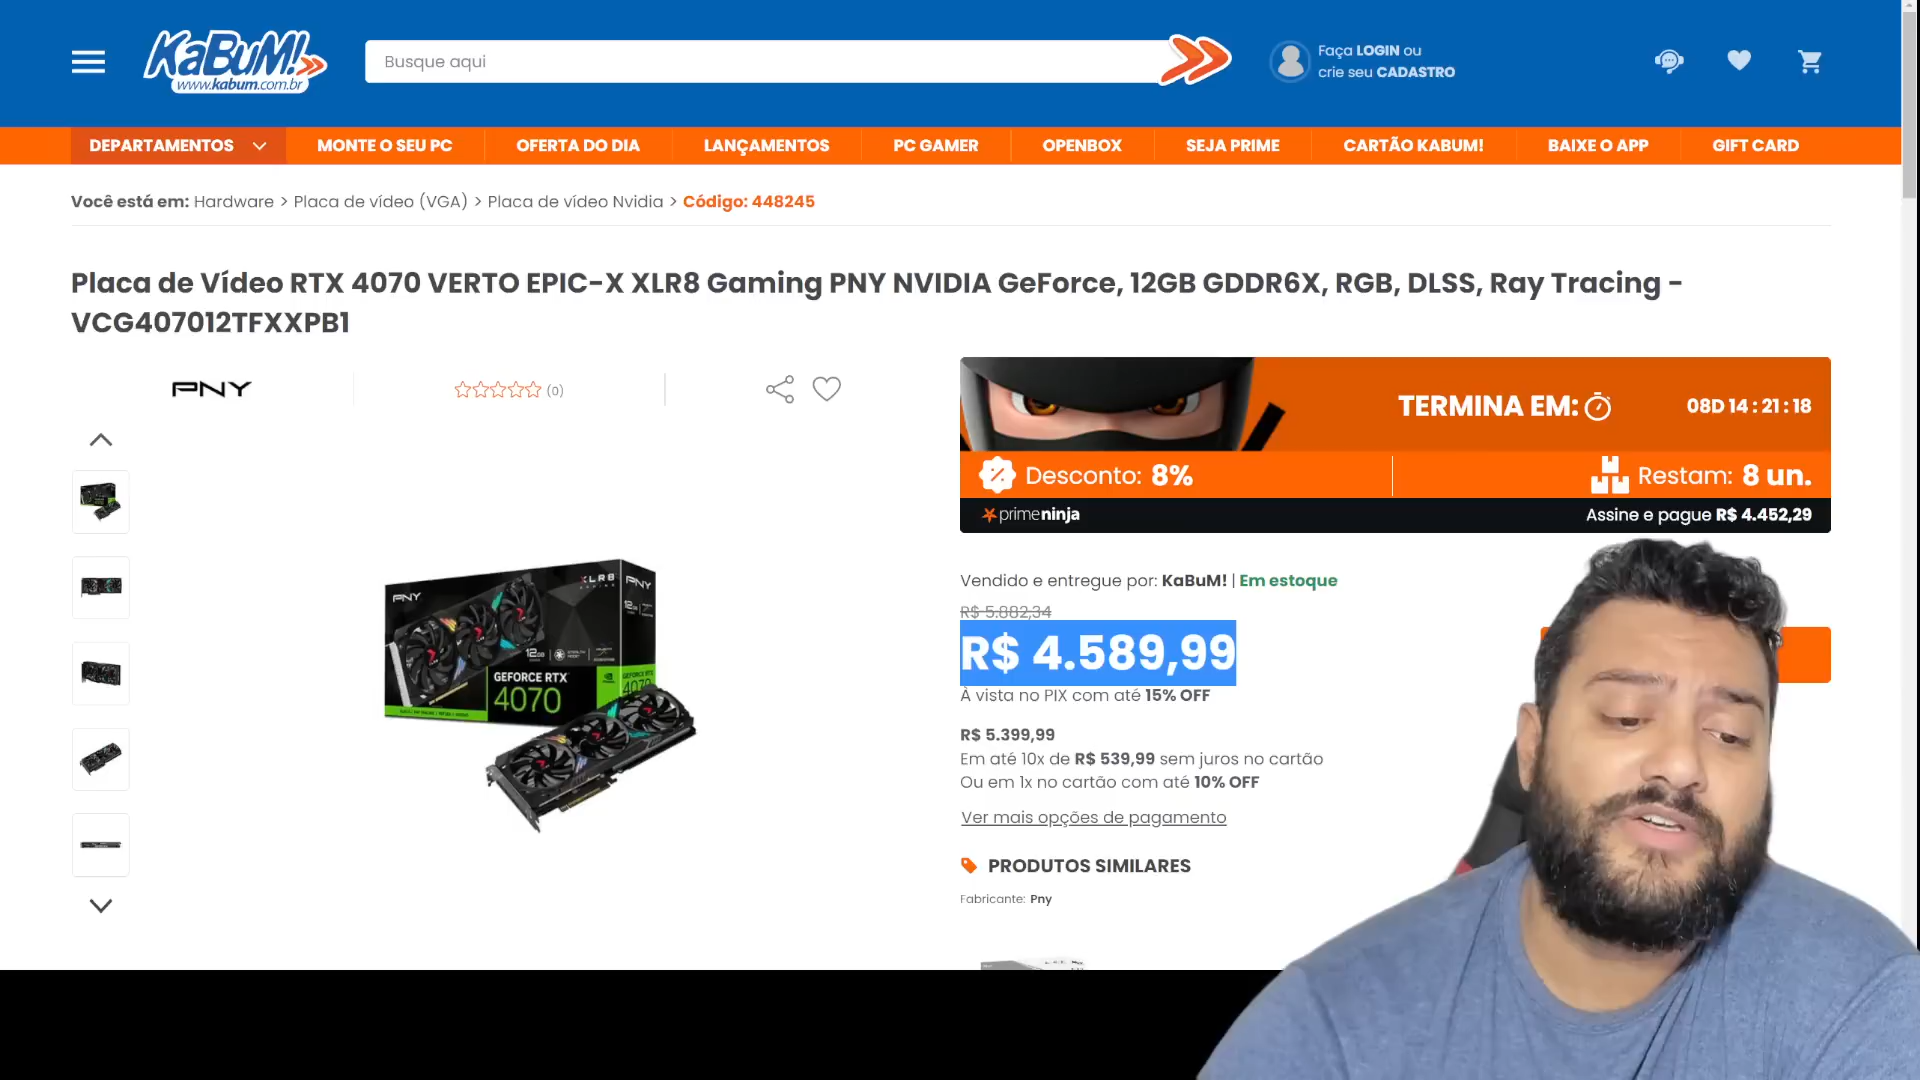 KaBuM!
www.kabum.com.br
Busque aqui
Faça LOGIN ou
crie seu CADASTRO
DEPARTAMENTOS
MONTE O SEU PC
OFERTA DO DIA
LANÇAMENTOS
PC GAMER
OPENBOX
SEJA PRIME
CARTÃO KABUM!
BAIXE O APP
GIFT CARD
Você está em: Hardware > Placa de vídeo (VGA) > Placa de vídeo Nvidia > Código: 448245
Placa de Vídeo RTX 4070 VERTO EPIC-X XLR8 Gaming PNY NVIDIA GeForce, 12GB GDDR6X, RGB, DLSS, Ray Tracing -
VCG407012TFXXPB1
PNY
(0)
TERMINA EM:
08D 14 : 21 : 18
Desconto: 8%
Restam: 8 un.
primeninja
Assine e pague R$ 4.452,29
Vendido e entregue por: KaBuM! | Em estoque
R$ 5.882,34
R$ 4.589,99
À vista no PIX com até 15% OFF
R$ 5.399,99
Em até 10x de R$ 539,99 sem juros no cartão
Ou em 1x no cartão com até 10% OFF
Ver mais opções de pagamento
PRODUTOS SIMILARES
Fabricante: Pny
PNY
XLR8
PNY
12GB
GEFORCE RTX
4070
4070